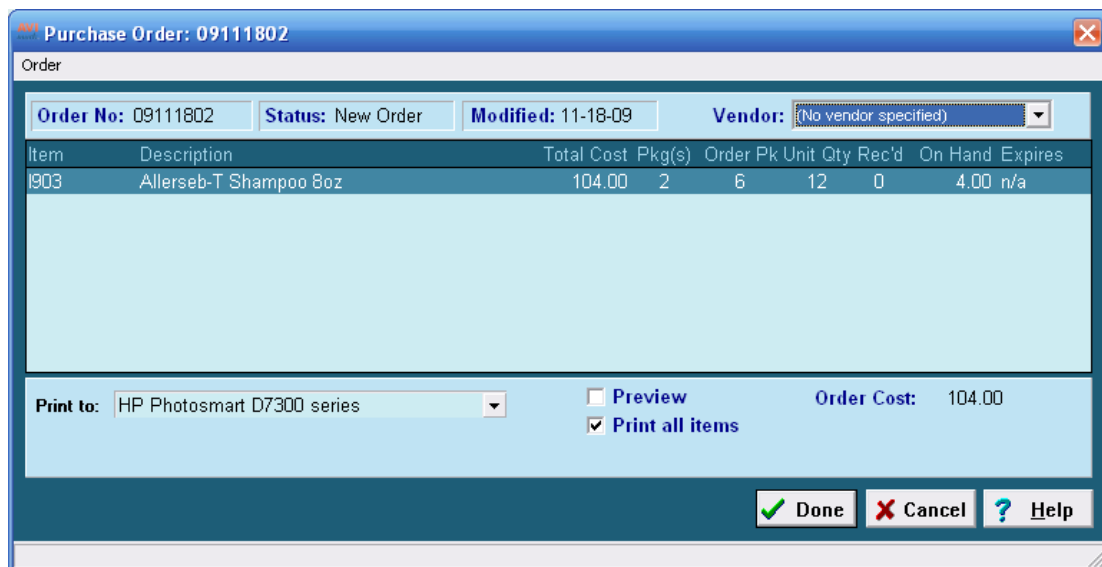 AVI Purchase Order: 09111802
Order
Order No: 09111802 Status: New Order Modified: 11-18-09 Vendor: (No vendor specified)
Item Description Total Cost Pkg(s) Order Pk Unit Qty Rec'd On Hand Expires
I903 Allerseb-T Shampoo 8oz 104.00 2 6 12 0 4.00 n/a
Print to: HP Photosmart D7300 series Preview Order Cost: 104.00
Print all items
Done Cancel ? Help